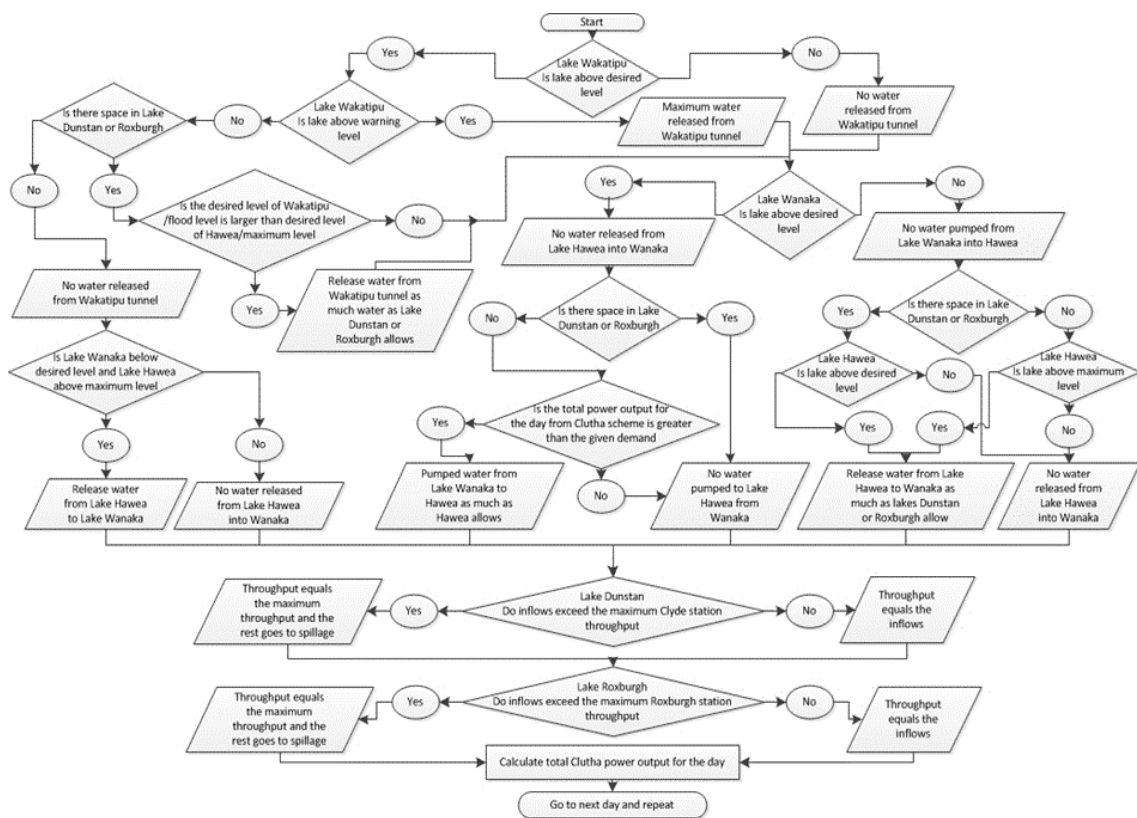 Start
Lake Wakatipu
Is lake above desired
level
Yes
No
Is there space in Lake
Dunstan or Roxburgh
No
Lake Wakatipu
Is lake above warning
level
Yes
Maximum water
released from
Wakatipu tunnel
No water
released from
Wakatipu tunnel
No
Yes
Is the desired level of Wakatipu
/flood level is larger than desired level
of Hawea/maximum level
No
Yes
Lake Wanaka
Is lake above desired
level
No
No water released
from Wakatipu tunnel
Yes
Release water from
Wakatipu tunnel as
much water as Lake
Dunstan or
Roxburgh allows
No water released from
Lake Hawea into Wanaka
No water pumped from
Lake Wanaka into Hawea
No
Is there space in Lake
Dunstan or Roxburgh
Yes
Yes
Is there space in Lake
Dunstan or Roxburgh
No
Is Lake Wanaka below
desired level and Lake Hawea
above maximum level
Lake Hawea
Is lake above desired
level
No
Lake Hawea
Is lake above maximum
level
Yes
No
Yes
Is the total power output for
the day from Clutha scheme is greater
than the given demand
No
Yes
Yes
No
Release water
from Lake Hawea
to Lake Wanaka
No water released
from Lake Hawea
into Wanaka
Pumped water from
Lake Wanaka to
Hawea as much as
Hawea allows
No water
pumped to Lake
Hawea from
Wanaka
Release water from Lake
Hawea to Wanaka as
much as lakes Dunstan
or Roxburgh allow
No water
released from
Lake Hawea
into Wanaka
Throughput equals
the maximum
throughput and the
rest goes to spillage
Yes
Lake Dunstan
Do inflows exceed the maximum Clyde station
throughput
No
Throughput
equals the
inflows
Throughput equals
the maximum
throughput and the
rest goes to spillage
Yes
Lake Roxburgh
Do inflows exceed the maximum Roxburgh station
throughput
No
Throughput
equals the
inflows
Calculate total Clutha power output for the day
Go to next day and repeat